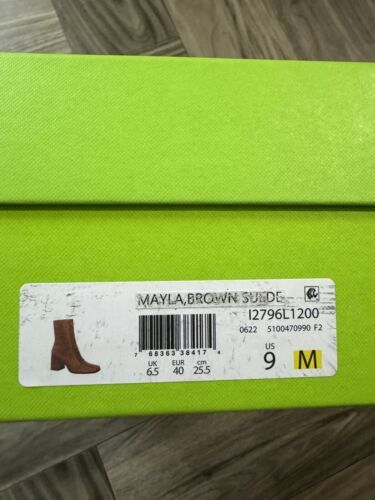 MAYLA,BROWN SUEDE
I2796L1200
0622 5100470990 F2
7 68363 38417 4
UK EUR cm US
6.5 40 25.5 9 M